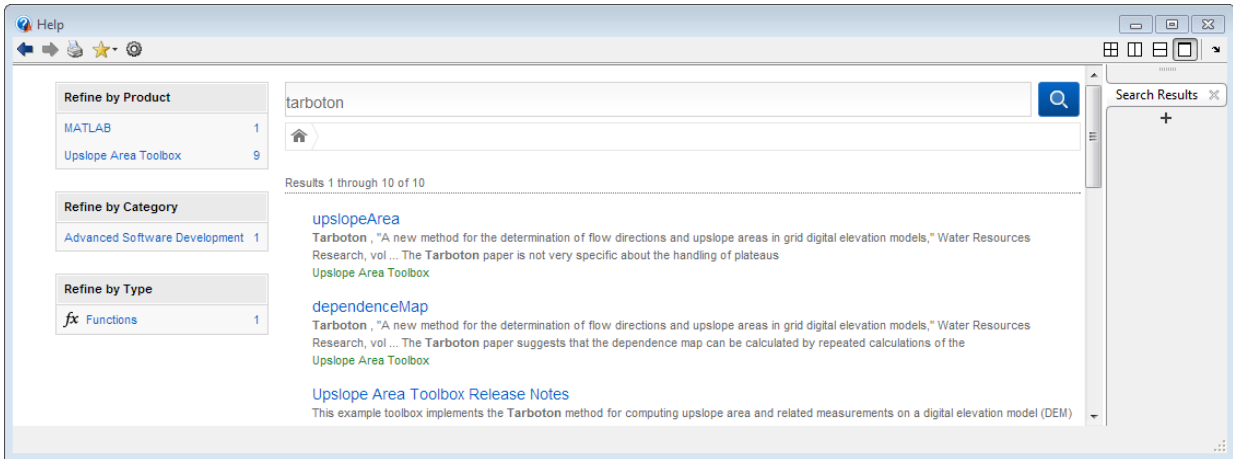 Help
Refine by Product
MATLAB 1
Upslope Area Toolbox 9
Refine by Category
Advanced Software Development 1
Refine by Type
fx Functions 1
tarboton
Results 1 through 10 of 10
upslopeArea
Tarboton , "A new method for the determination of flow directions and upslope areas in grid digital elevation models," Water Resources
Research, vol ... The Tarboton paper is not very specific about the handling of plateaus
Upslope Area Toolbox
dependenceMap
Tarboton , "A new method for the determination of flow directions and upslope areas in grid digital elevation models," Water Resources
Research, vol ... The Tarboton paper suggests that the dependence map can be calculated by repeated calculations of the
Upslope Area Toolbox
Upslope Area Toolbox Release Notes
This example toolbox implements the Tarboton method for computing upslope area and related measurements on a digital elevation model (DEM)
Search Results